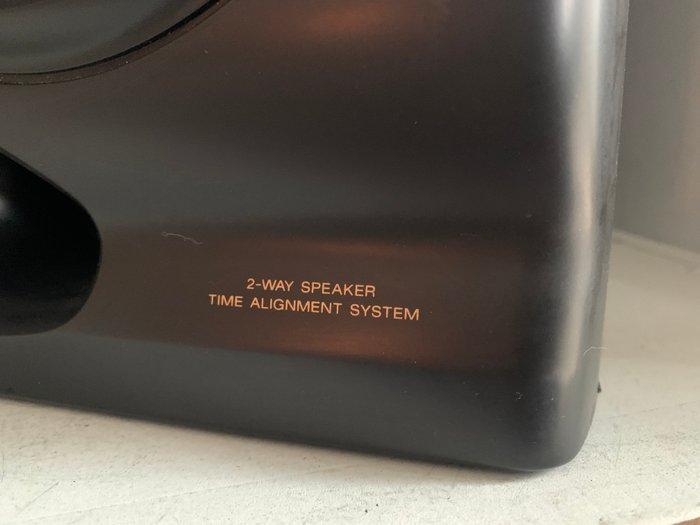 2-WAY SPEAKER
TIME ALIGNMENT SYSTEM